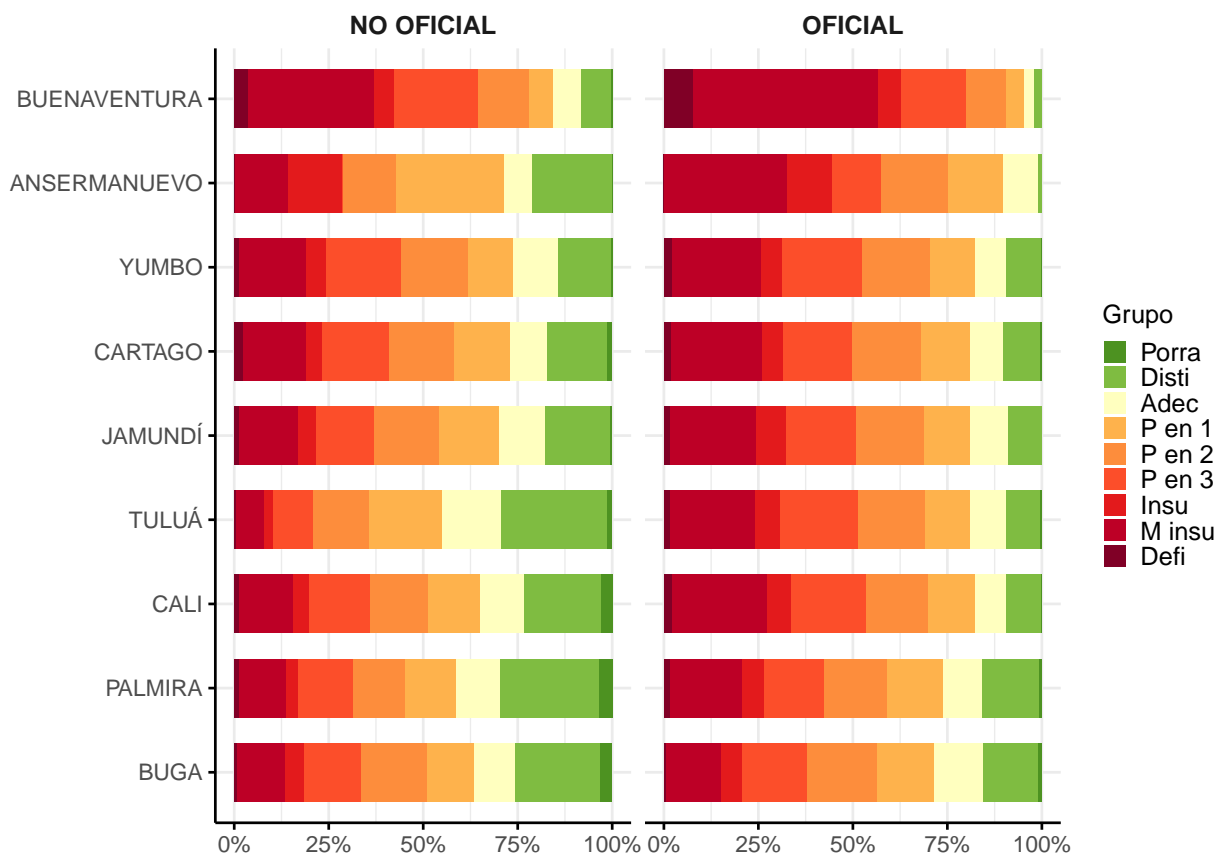 NO OFICIAL
OFICIAL
BUENAVENTURA
ANSERMANUEVO
YUMBO
CARTAGO
JAMUNDÍ
TULUÁ
CALI
PALMIRA
BUGA
0%
25%
50%
75%
100%
0%
25%
50%
75%
100%
Grupo
Porra
Disti
Adec
P en 1
P en 2
P en 3
Insu
M insu
Defi